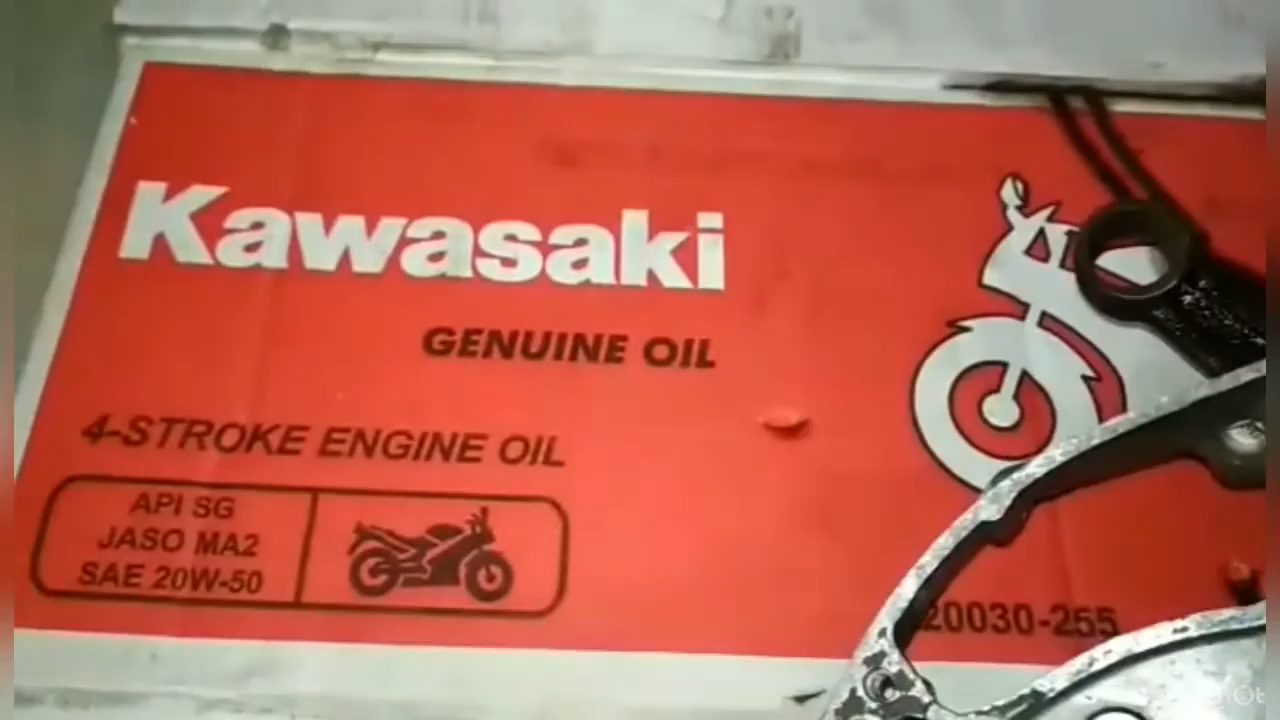 Kawasaki
GENUINE OIL
4-STROKE ENGINE OIL
API SG
JASO MA2
SAE 20W-50
20030-255